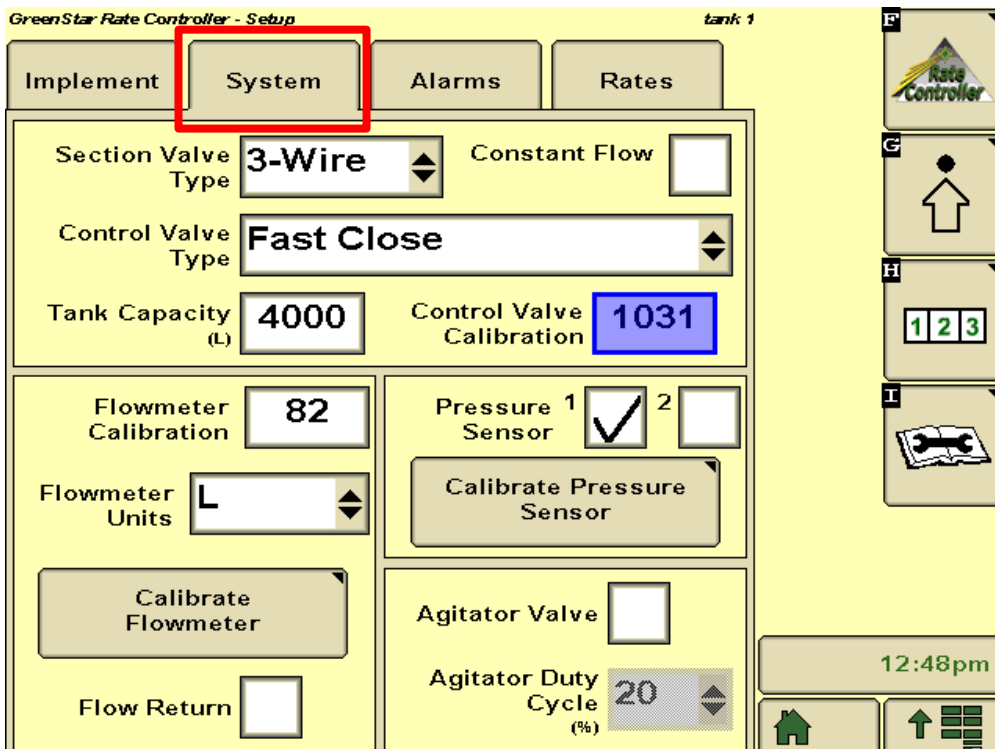 GreenStar Rate Controller - Setup
tank 1
Implement
System
Alarms
Rates
Section Valve
Type
3-Wire
Constant Flow
Control Valve
Type
Fast Close
Tank Capacity
(L)
4000
Control Valve
Calibration
1031
Flowmeter
Calibration
82
Pressure
Sensor
1
2
Flowmeter
Units
L
Calibrate Pressure
Sensor
Calibrate
Flowmeter
Agitator Valve
Flow Return
Agitator Duty
Cycle
(%)
20
F
Rate
Controller
G
H
1 2 3
I
12:48pm